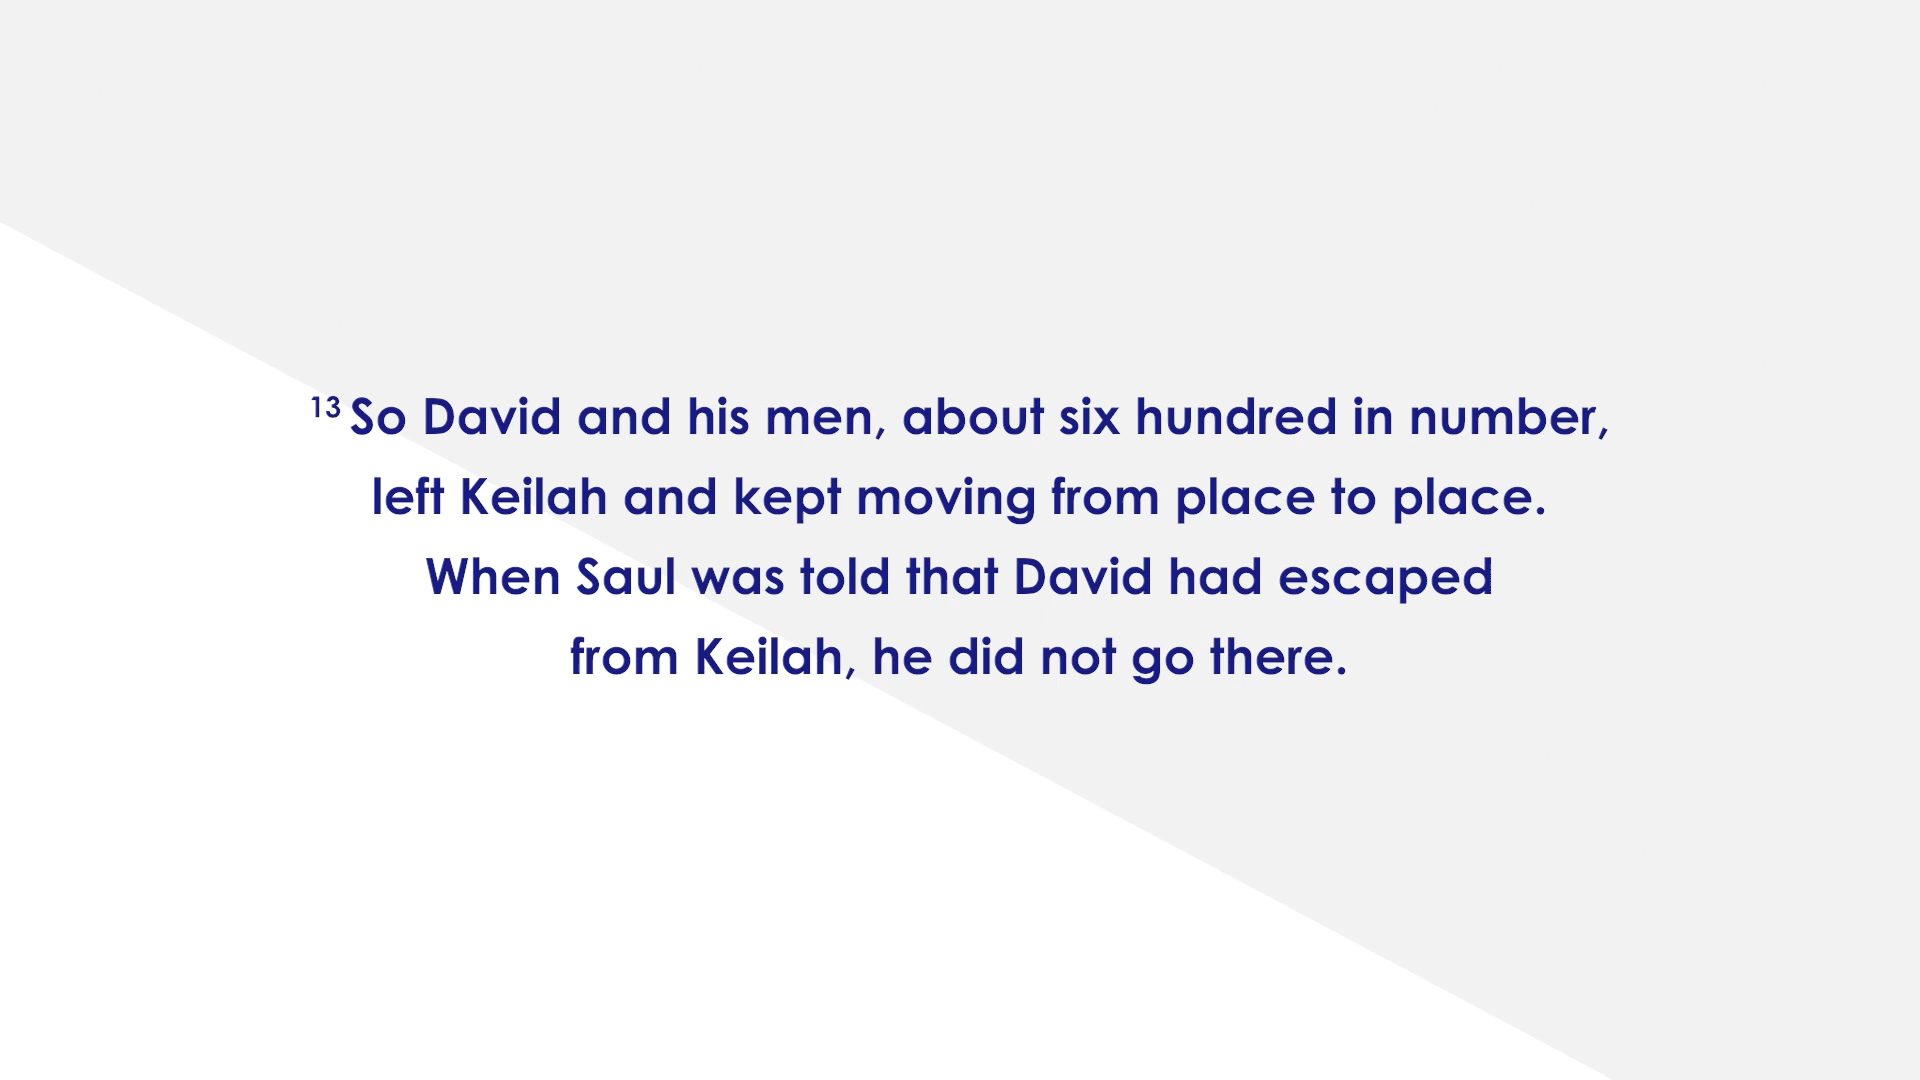 13 So David and his men, about six hundred in number,
left Keilah and kept moving from place to place.
When Saul was told that David had escaped
from Keilah, he did not go there.